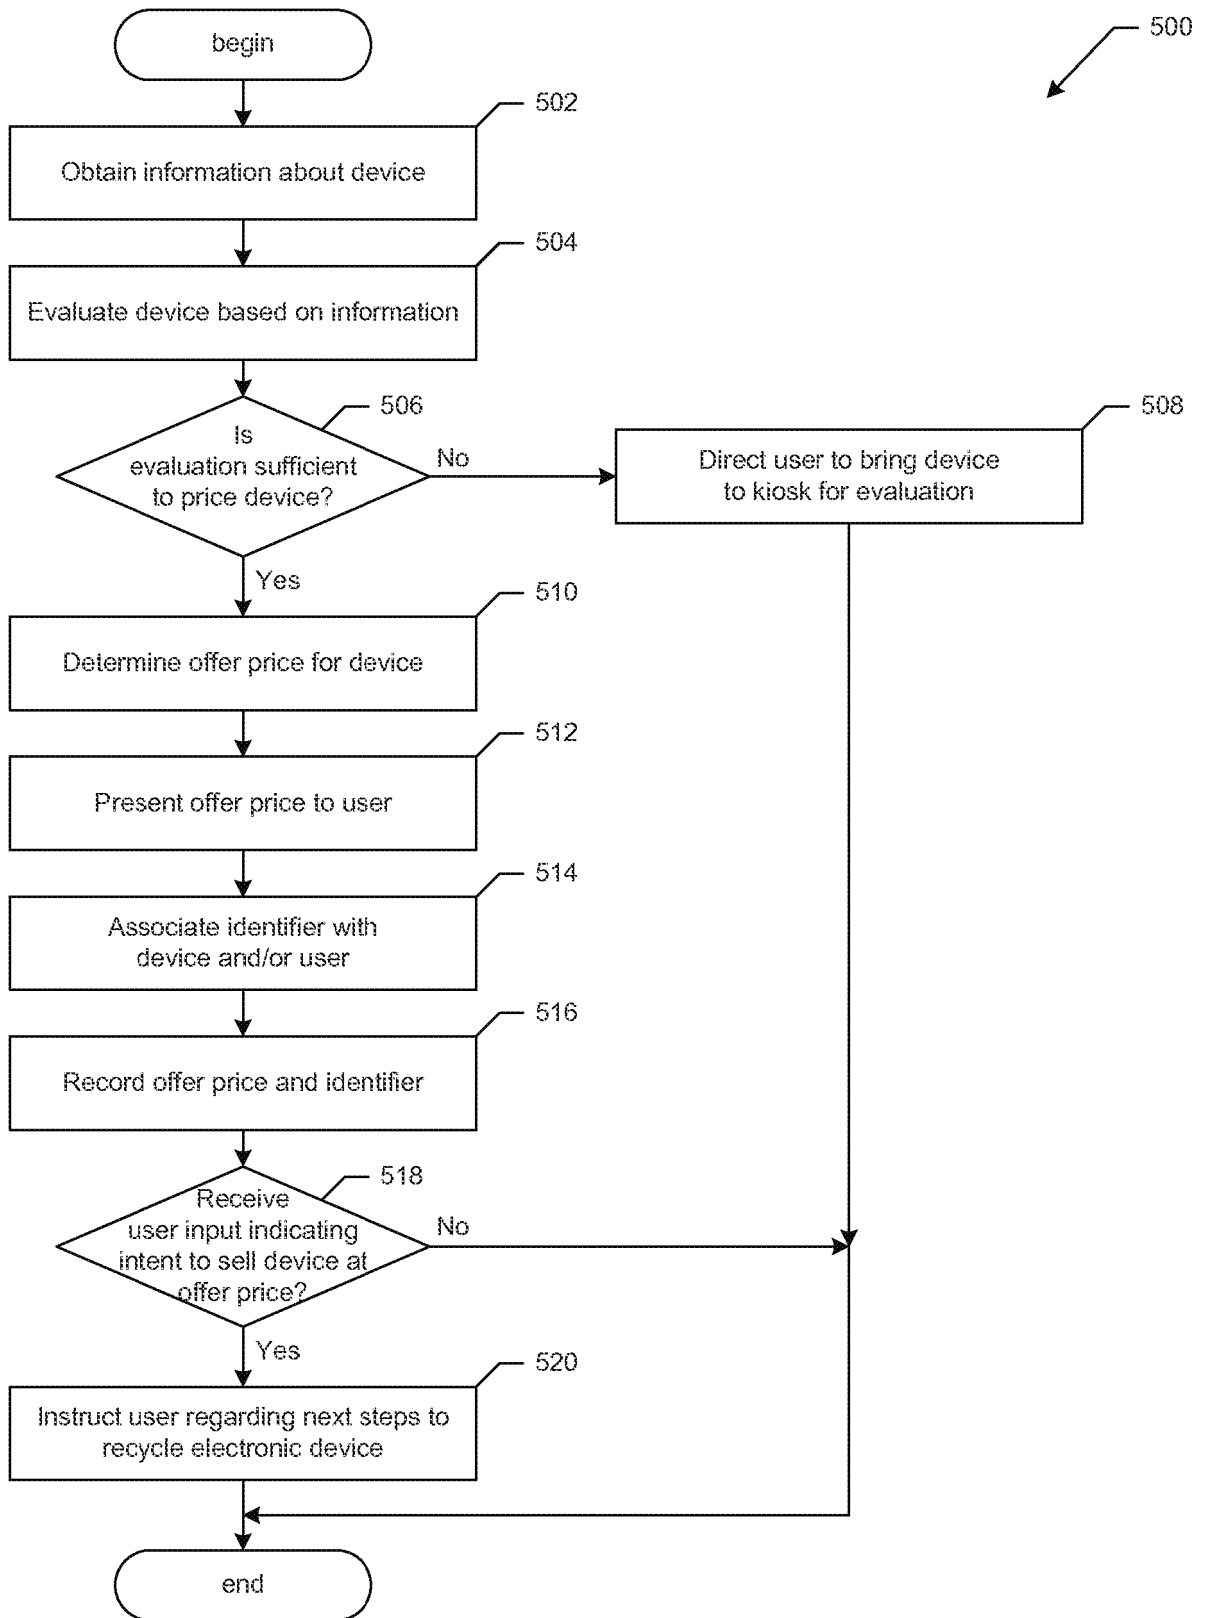 500
begin
502
Obtain information about device
504
Evaluate device based on information
506
Is
evaluation sufficient
to price device?
No
508
Direct user to bring device
to kiosk for evaluation
Yes
510
Determine offer price for device
512
Present offer price to user
514
Associate identifier with
device and/or user
516
Record offer price and identifier
518
Receive
user input indicating
intent to sell device at
offer price?
No
Yes
520
Instruct user regarding next steps to
recycle electronic device
end